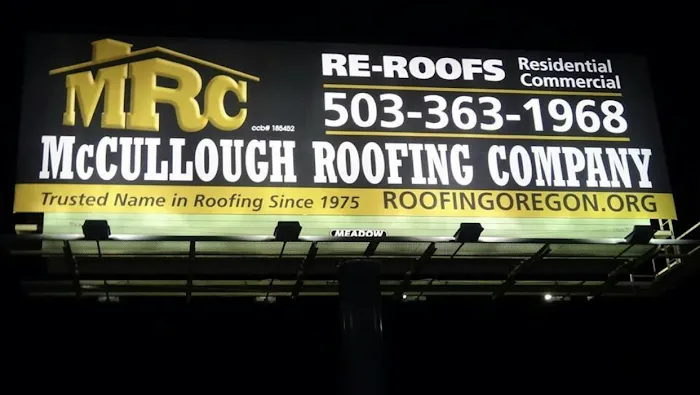 MRC
ccb# 185452
RE-ROOFS
Residential
Commercial
503-363-1968
McCULLOUGH ROOFING COMPANY
Trusted Name in Roofing Since 1975
ROOFINGOREGON.ORG
MEADOW